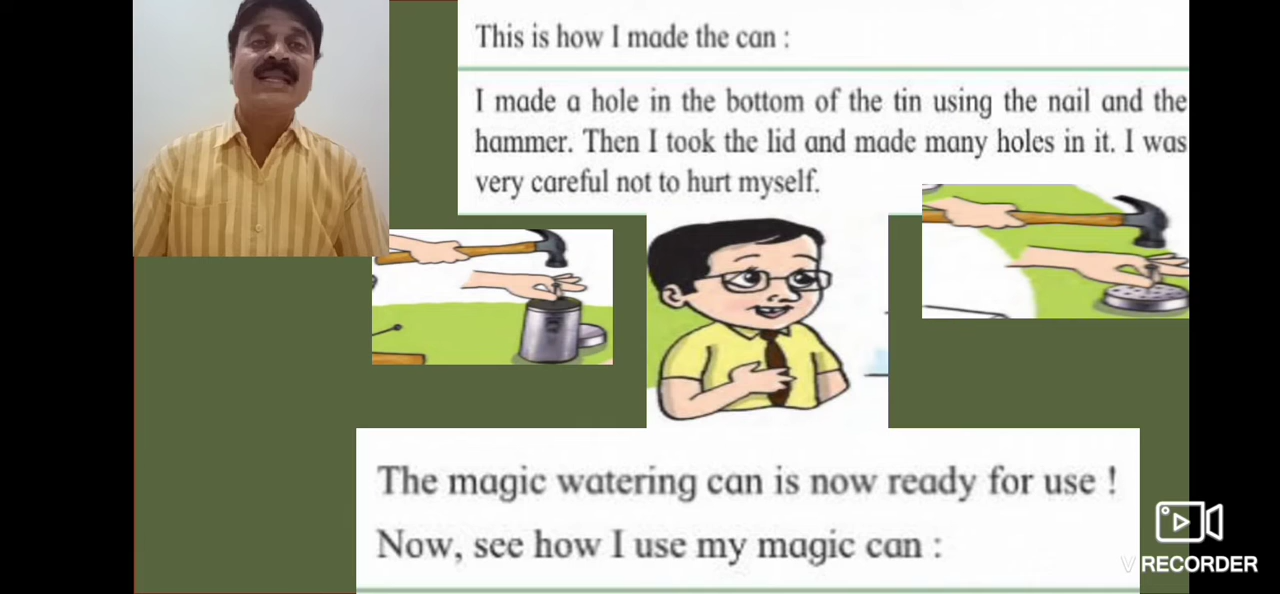 This is how I made the can :
I made a hole in the bottom of the tin using the nail and the
hammer. Then I took the lid and made many holes in it. I was
very careful not to hurt myself.
The magic watering can is now ready for use !
Now, see how I use my magic can :
V RECORDER